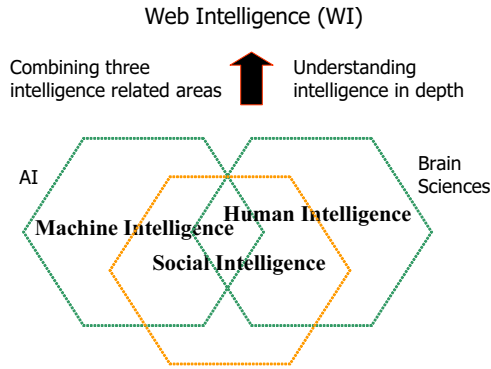 Web Intelligence (WI)
Combining three
intelligence related areas
Understanding
intelligence in depth
AI
Brain
Sciences
Human Intelligence
Machine Intelligence
Social Intelligence